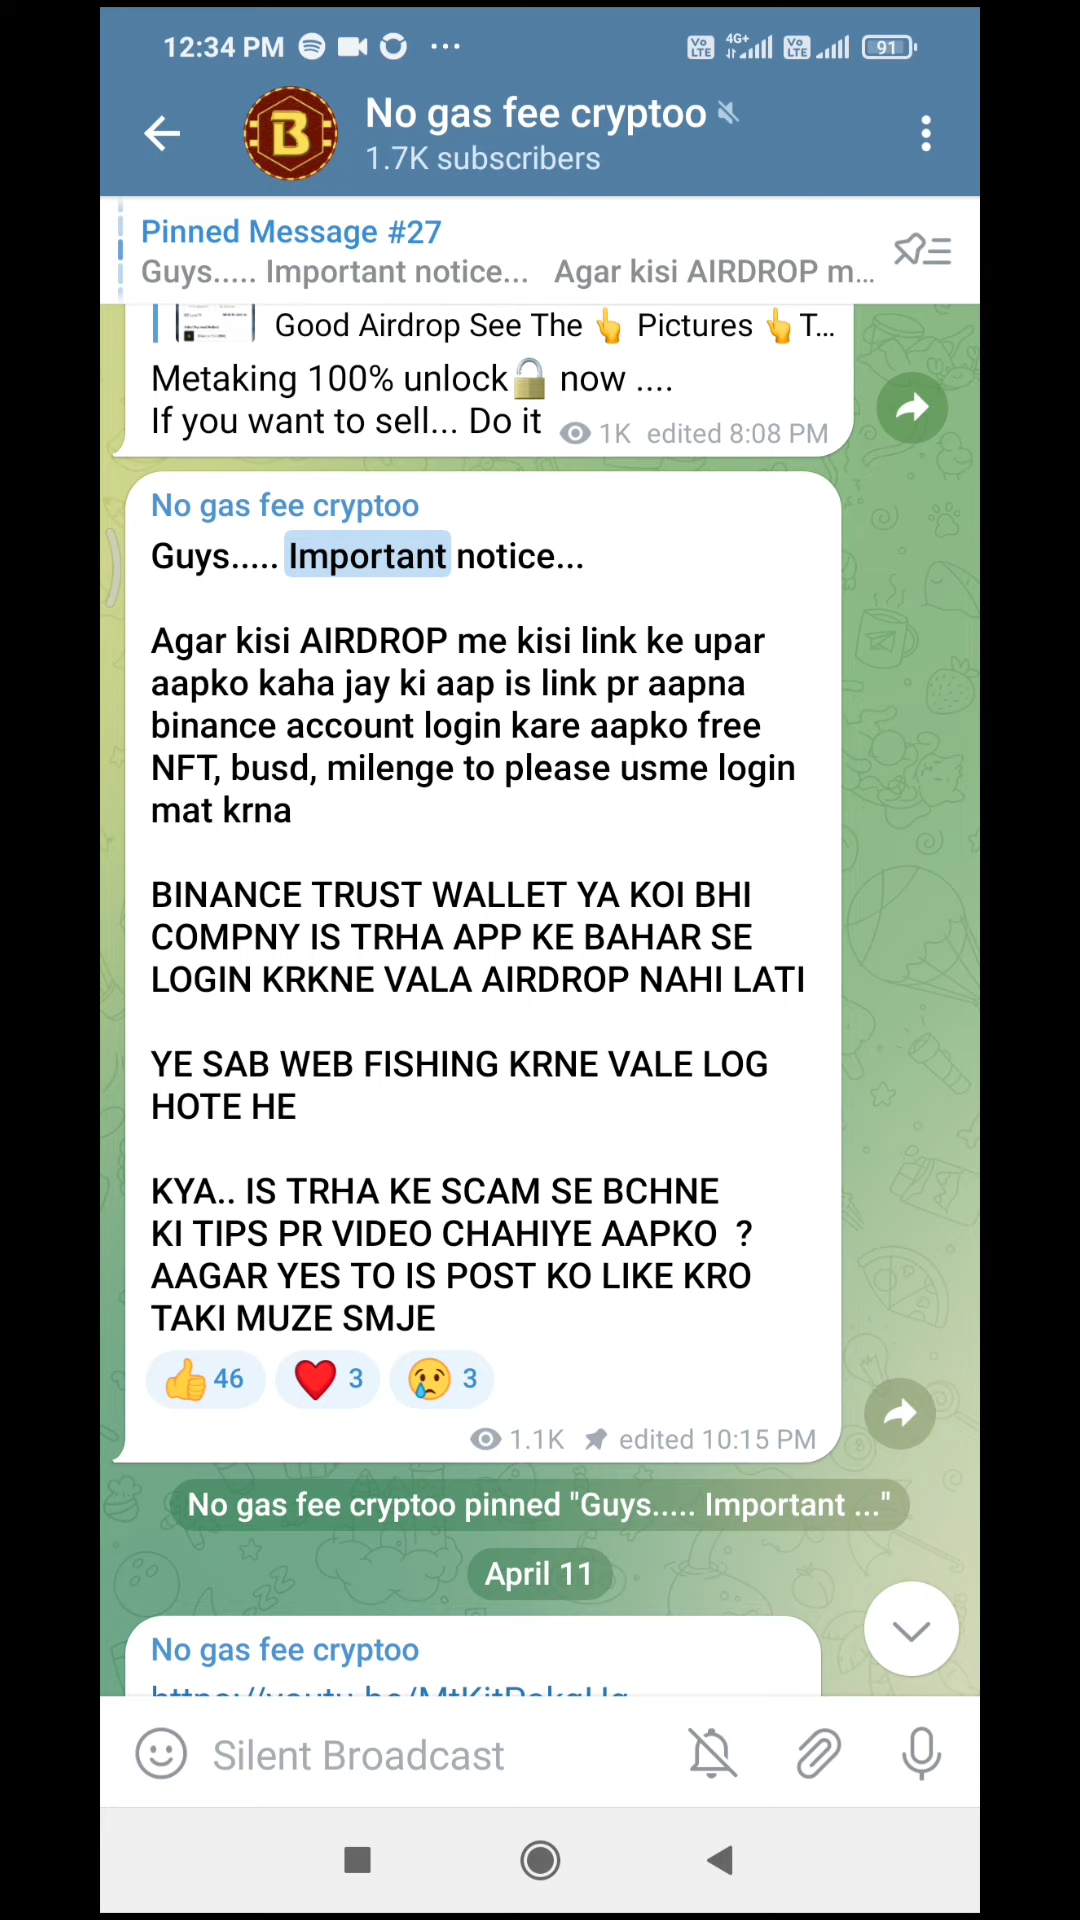 12:34 PM
Vo LTE 4G+ Vo LTE 91
No gas fee cryptoo
1.7K subscribers
Pinned Message #27
Guys..... Important notice... Agar kisi AIRDROP m...
Good Airdrop See The 👆 Pictures 👆 T...
Metaking 100% unlock🔓 now ....
If you want to sell... Do it
1K edited 8:08 PM
No gas fee cryptoo
Guys..... Important notice...
Agar kisi AIRDROP me kisi link ke upar
aapko kaha jay ki aap is link pr aapna
binance account login kare aapko free
NFT, busd, milenge to please usme login
mat krna
BINANCE TRUST WALLET YA KOI BHI
COMPNY IS TRHA APP KE BAHAR SE
LOGIN KRKNE VALA AIRDROP NAHI LATI
YE SAB WEB FISHING KRNE VALE LOG
HOTE HE
KYA.. IS TRHA KE SCAM SE BCHNE
KI TIPS PR VIDEO CHAHIYE AAPKO ?
AAGAR YES TO IS POST KO LIKE KRO
TAKI MUZE SMJE
👍 46 ❤️ 3 😢 3
1.1K edited 10:15 PM
No gas fee cryptoo pinned "Guys..... Important ..."
April 11
No gas fee cryptoo
Silent Broadcast